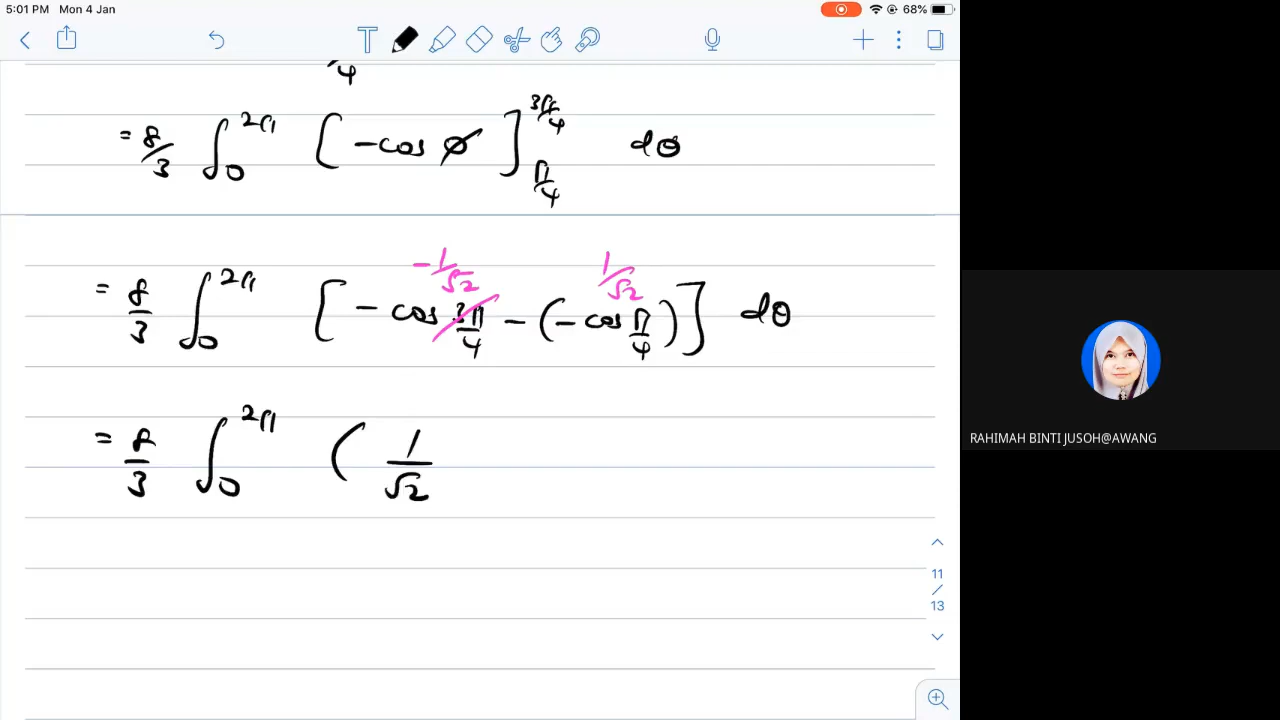 5:01 PM Mon 4 Jan
68%
T
π/4
= 8/3 ∫₀^2π [-cos ϕ]_π/4^3π/4 dθ
-1/√2 1/√2
= 8/3 ∫₀^2π [-cos 3π/4 - (-cos π/4)] dθ
= 8/3 ∫₀^2π ( 1/√2
11
/
13
RAHIMAH BINTI JUSOH@AWANG